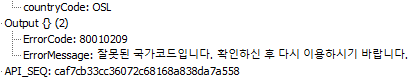 countryCode: OSL
Output {} (2)
ErrorCode: 80010209
ErrorMessage: 잘못된 국가코드입니다. 확인하신 후 다시 이용하시기 바랍니다.
API_SEQ: caf7cb33cc36072c68168a838da7a558